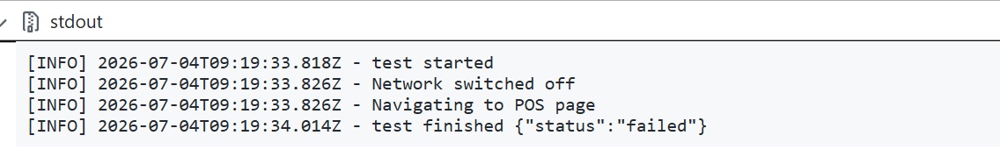 stdout
[INFO] 2026-07-04T09:19:33.818Z - test started
[INFO] 2026-07-04T09:19:33.826Z - Network switched off
[INFO] 2026-07-04T09:19:33.826Z - Navigating to POS page
[INFO] 2026-07-04T09:19:34.014Z - test finished {"status":"failed"}